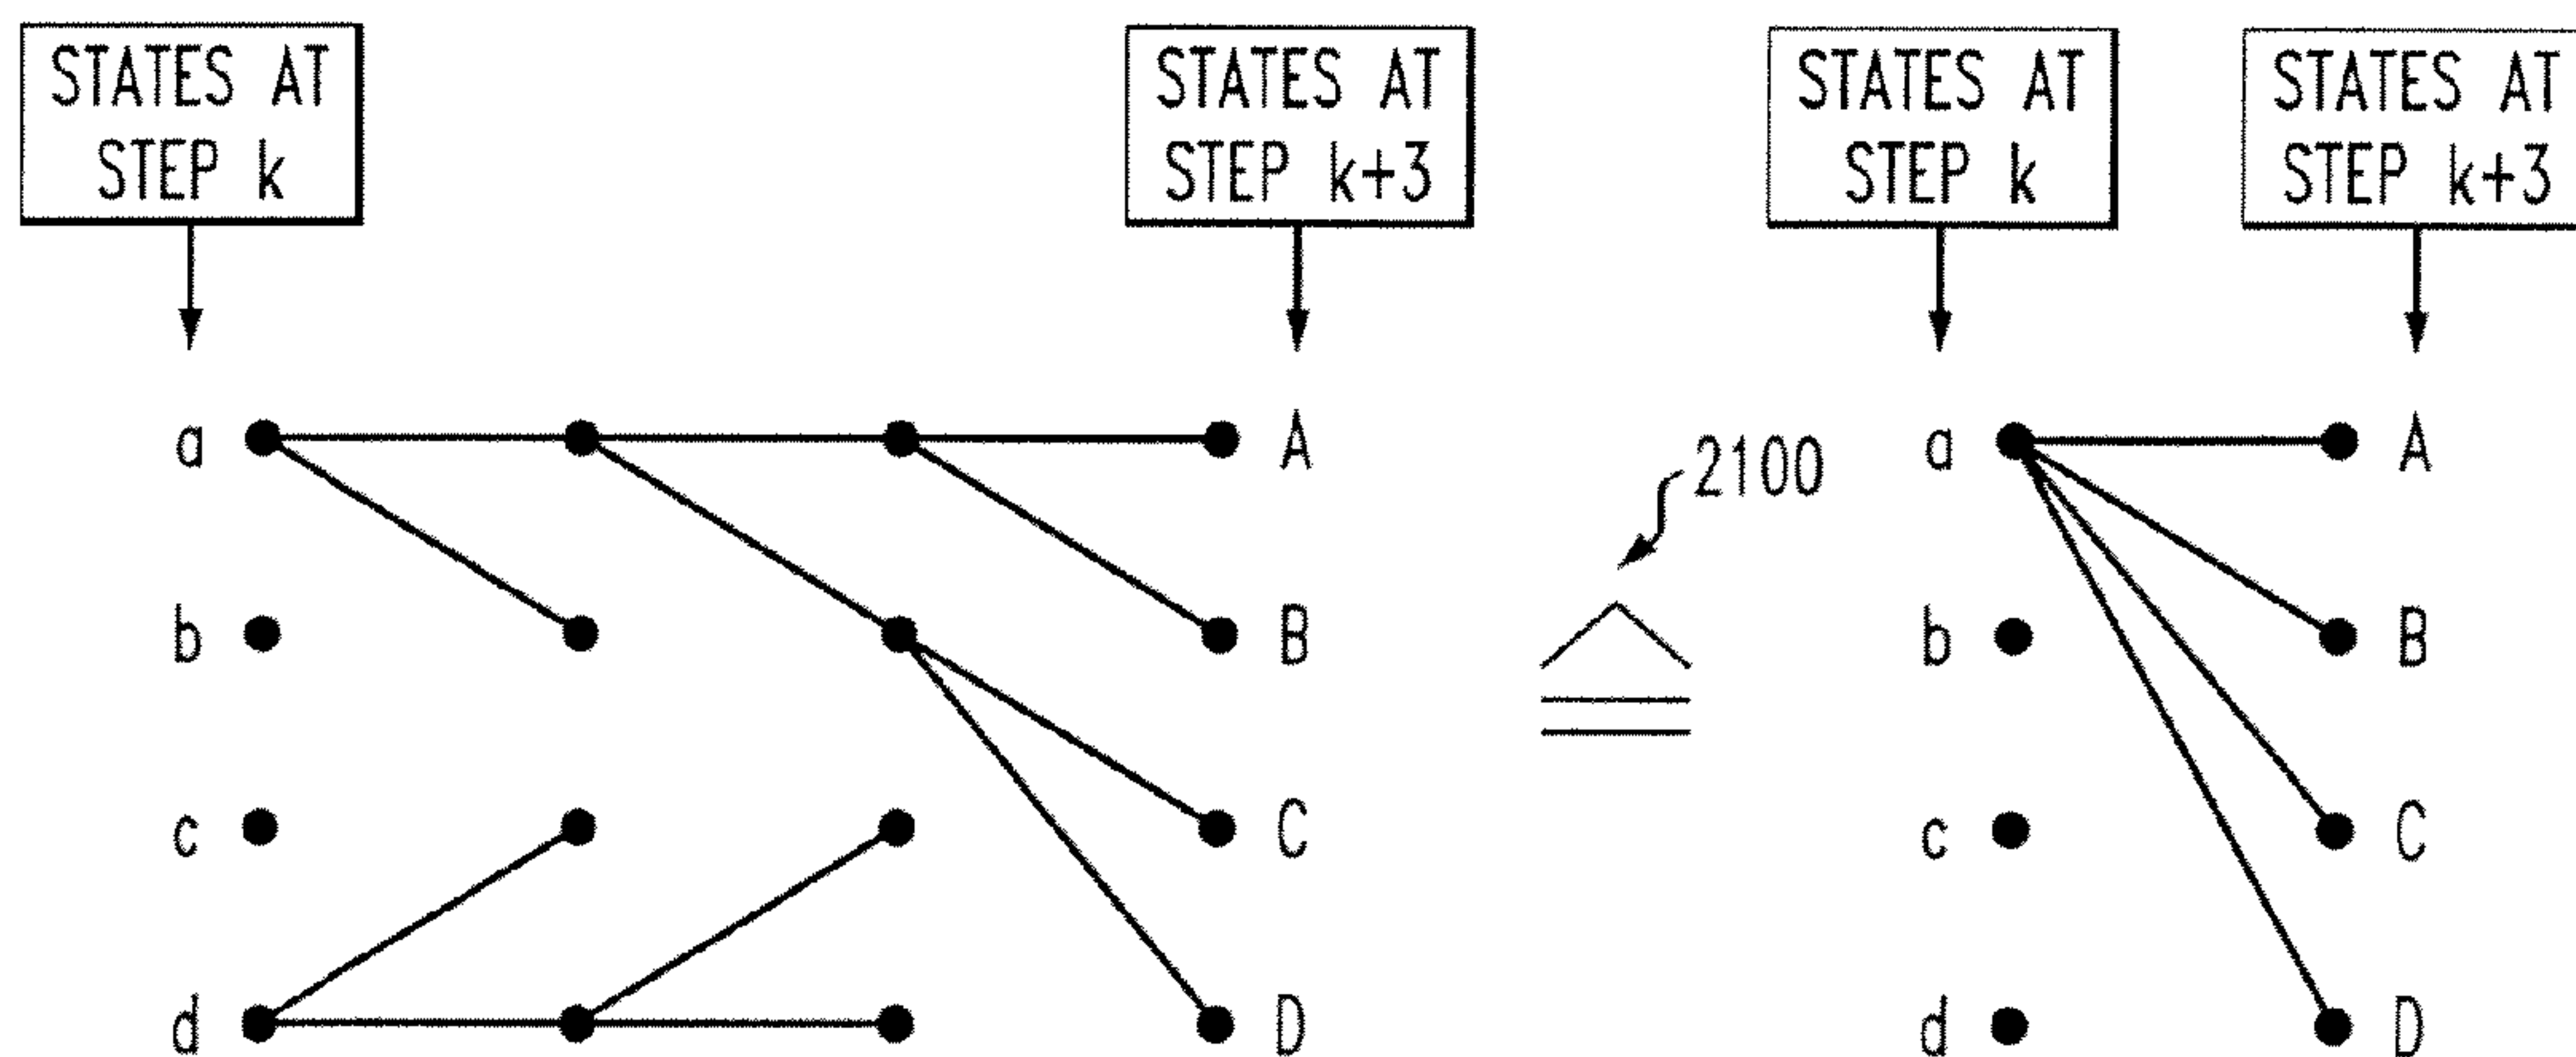 STATES AT
STEP k
STATES AT
STEP k+3
STATES AT
STEP k
STATES AT
STEP k+3
a
A
2100
a
A
b
B
b
B
c
C
c
C
d
D
d
D